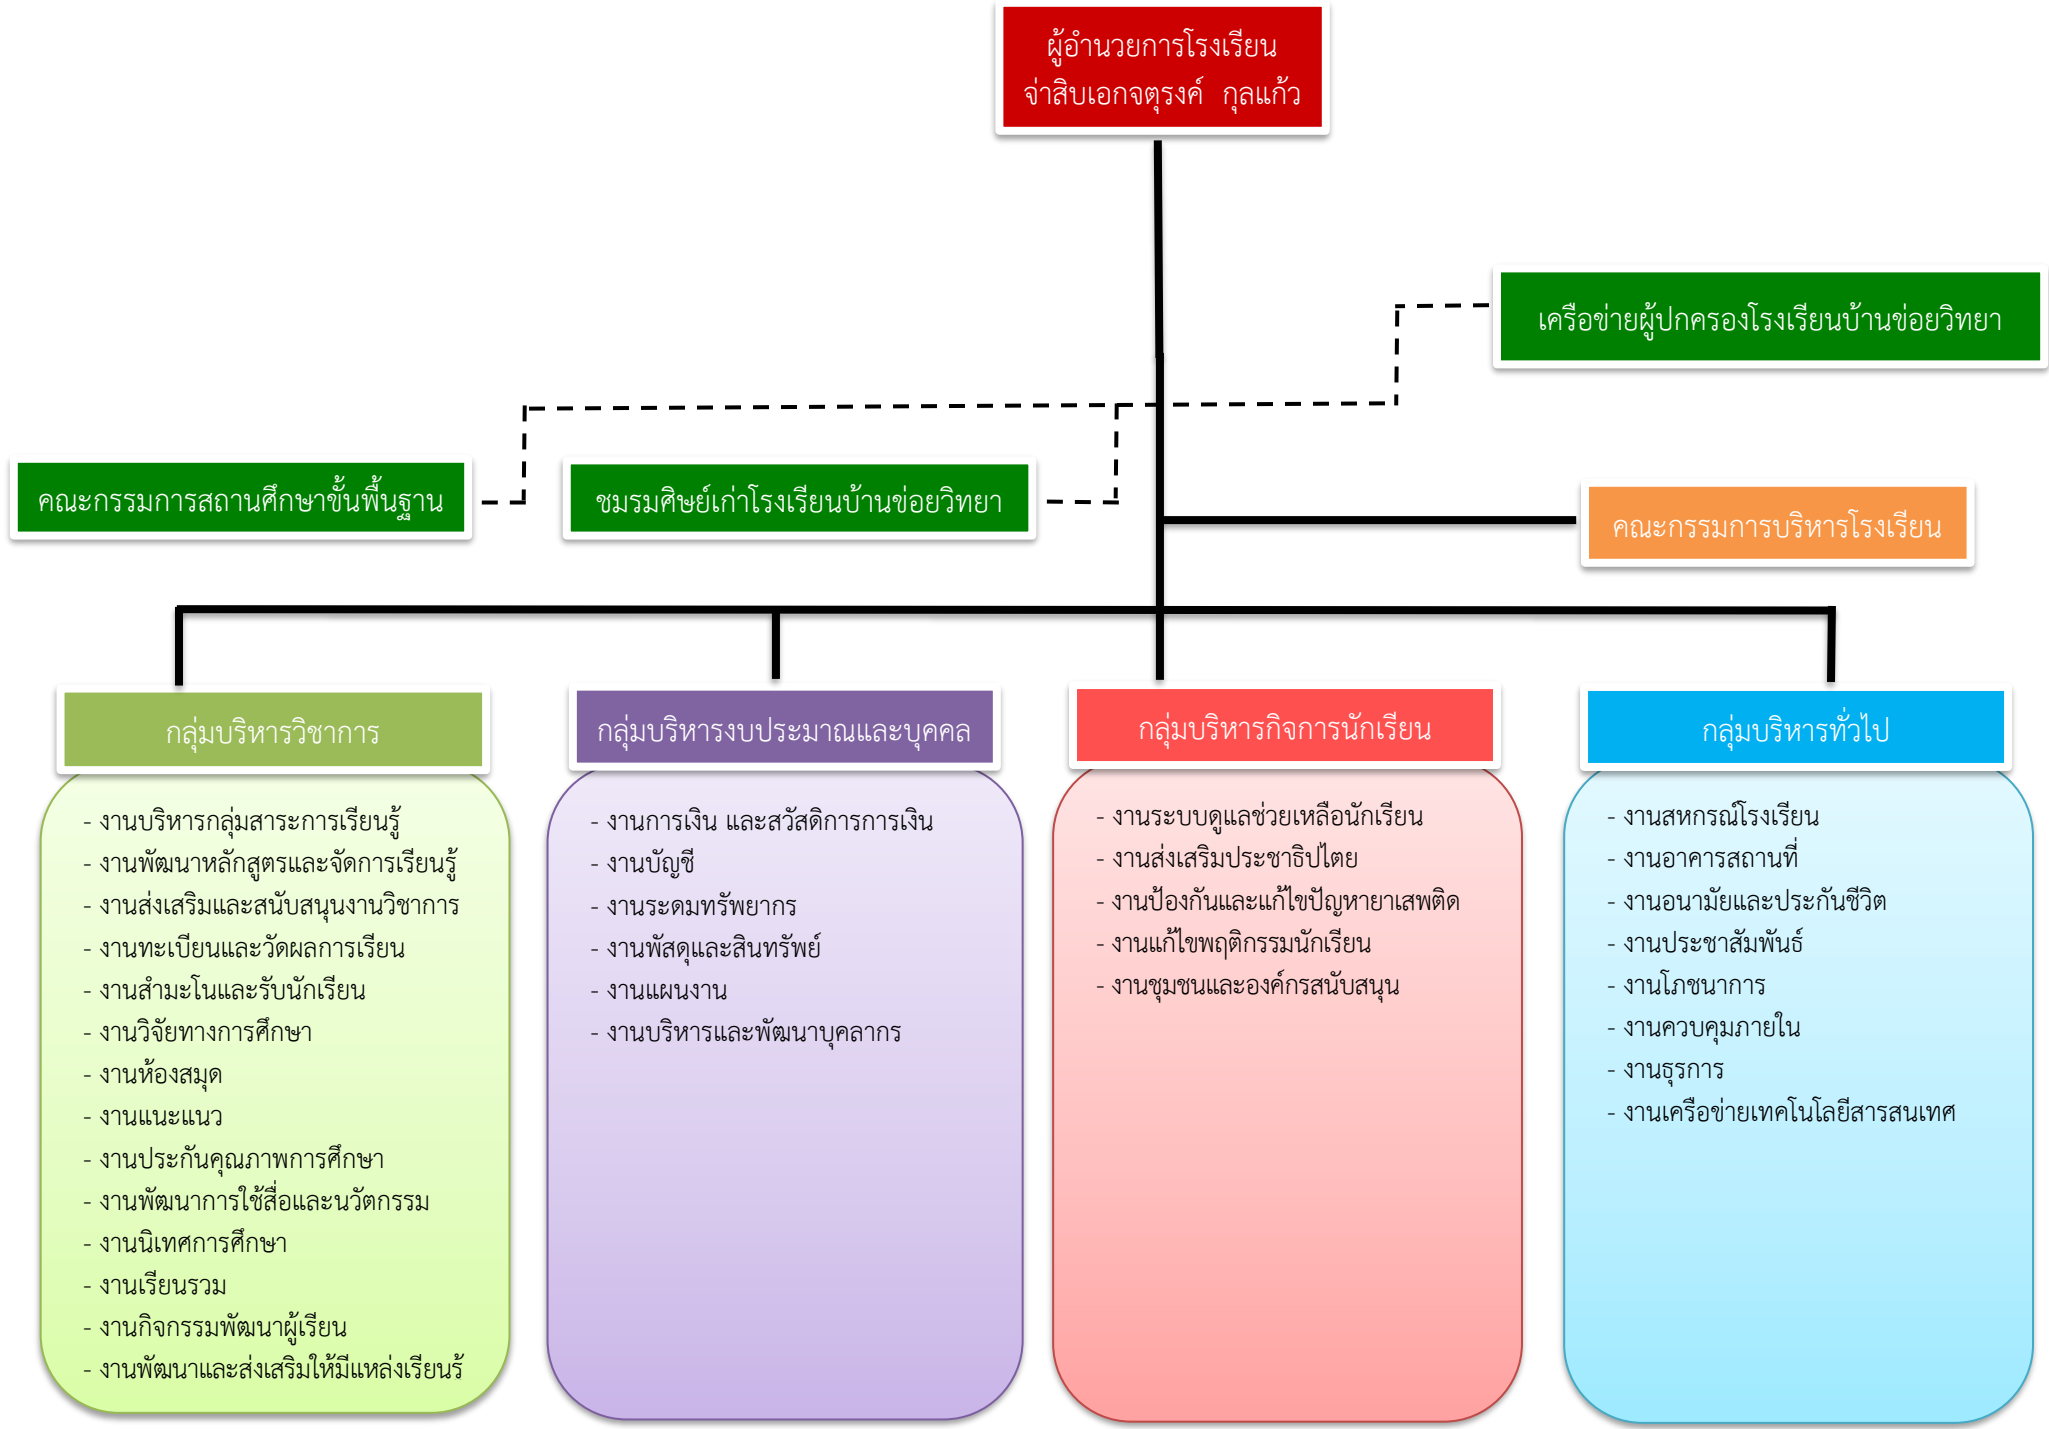 ผู้อำนวยการโรงเรียน
จ่าสิบเอกจตุรงค์ กุลแก้ว
เครือข่ายผู้ปกครองโรงเรียนบ้านข่อยวิทยา
คณะกรรมการสถานศึกษาขั้นพื้นฐาน
ชมรมศิษย์เก่าโรงเรียนบ้านข่อยวิทยา
คณะกรรมการบริหารโรงเรียน
กลุ่มบริหารวิชาการ
- งานบริหารกลุ่มสาระการเรียนรู้
- งานพัฒนาหลักสูตรและจัดการเรียนรู้
- งานส่งเสริมและสนับสนุนงานวิชาการ
- งานทะเบียนและวัดผลการเรียน
- งานสำมะโนและรับนักเรียน
- งานวิจัยทางการศึกษา
- งานห้องสมุด
- งานแนะแนว
- งานประกันคุณภาพการศึกษา
- งานพัฒนาการใช้สื่อและนวัตกรรม
- งานนิเทศการศึกษา
- งานเรียนรวม
- งานกิจกรรมพัฒนาผู้เรียน
- งานพัฒนาและส่งเสริมให้มีแหล่งเรียนรู้
กลุ่มบริหารงบประมาณและบุคคล
- งานการเงิน และสวัสดิการการเงิน
- งานบัญชี
- งานระดมทรัพยากร
- งานพัสดุและสินทรัพย์
- งานแผนงาน
- งานบริหารและพัฒนาบุคลากร
กลุ่มบริหารกิจการนักเรียน
- งานระบบดูแลช่วยเหลือนักเรียน
- งานส่งเสริมประชาธิปไตย
- งานป้องกันและแก้ไขปัญหายาเสพติด
- งานแก้ไขพฤติกรรมนักเรียน
- งานชุมชนและองค์กรสนับสนุน
กลุ่มบริหารทั่วไป
- งานสหกรณ์โรงเรียน
- งานอาคารสถานที่
- งานอนามัยและประกันชีวิต
- งานประชาสัมพันธ์
- งานโภชนาการ
- งานควบคุมภายใน
- งานธุรการ
- งานเครือข่ายเทคโนโลยีสารสนเทศ